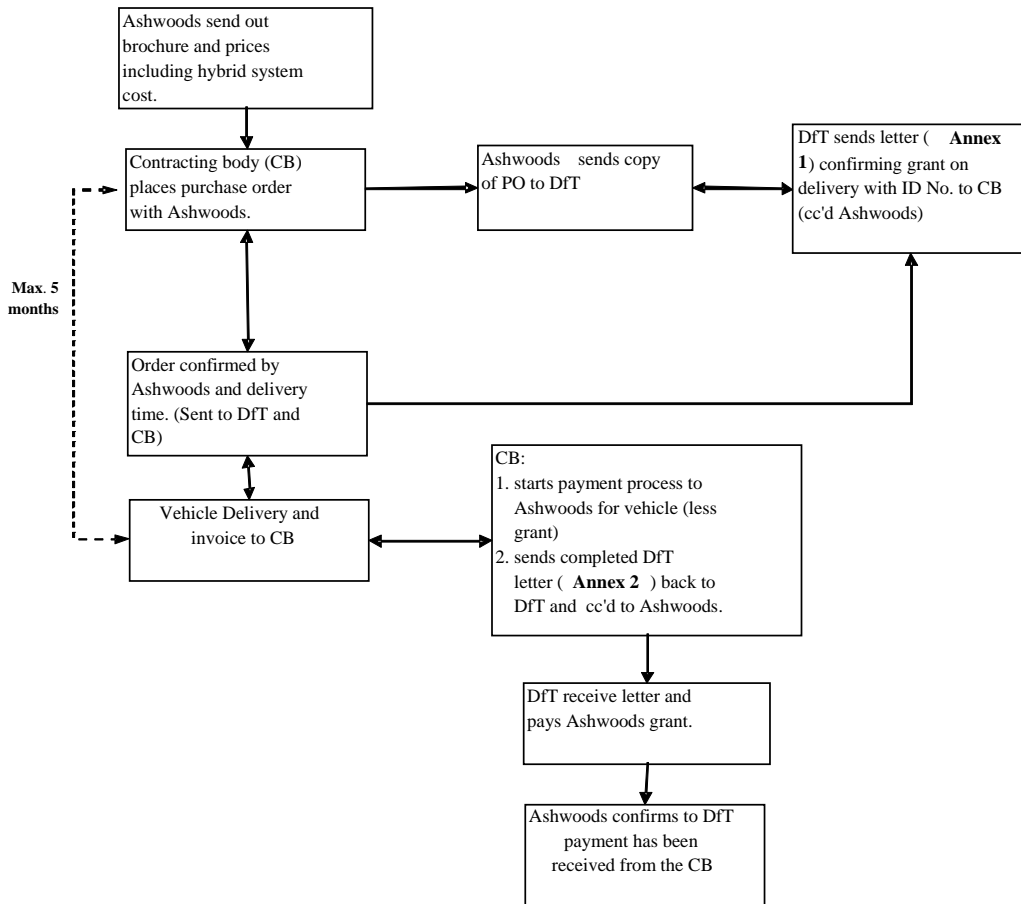 Ashwoods send out
brochure and prices
including hybrid system
cost.
Contracting body (CB)
places purchase order
with Ashwoods.
Ashwoods sends copy
of PO to DfT
DfT sends letter ( Annex
1) confirming grant on
delivery with ID No. to CB
(cc'd Ashwoods)
Max. 5
months
Order confirmed by
Ashwoods and delivery
time. (Sent to DfT and
CB)
Vehicle Delivery and
invoice to CB
CB:
1. starts payment process to
Ashwoods for vehicle (less
grant)
2. sends completed DfT
letter ( Annex 2 ) back to
DfT and cc'd to Ashwoods.
DfT receive letter and
pays Ashwoods grant.
Ashwoods confirms to DfT
payment has been
received from the CB